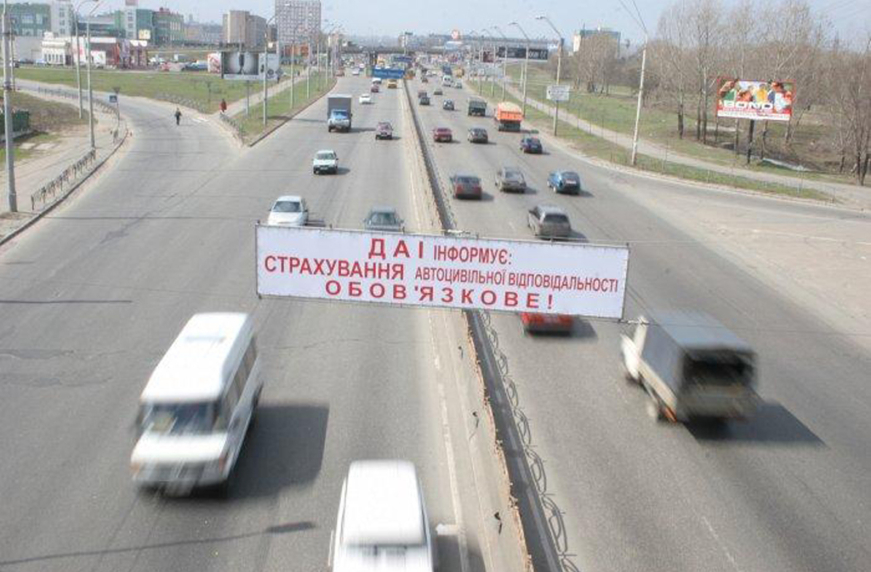 ДАІ ІНФОРМУЄ:
СТРАХУВАННЯ АВТОЦИВІЛЬНОЇ ВІДПОВІДАЛЬНОСТІ
ОБОВ'ЯЗКОВЕ!
BOND